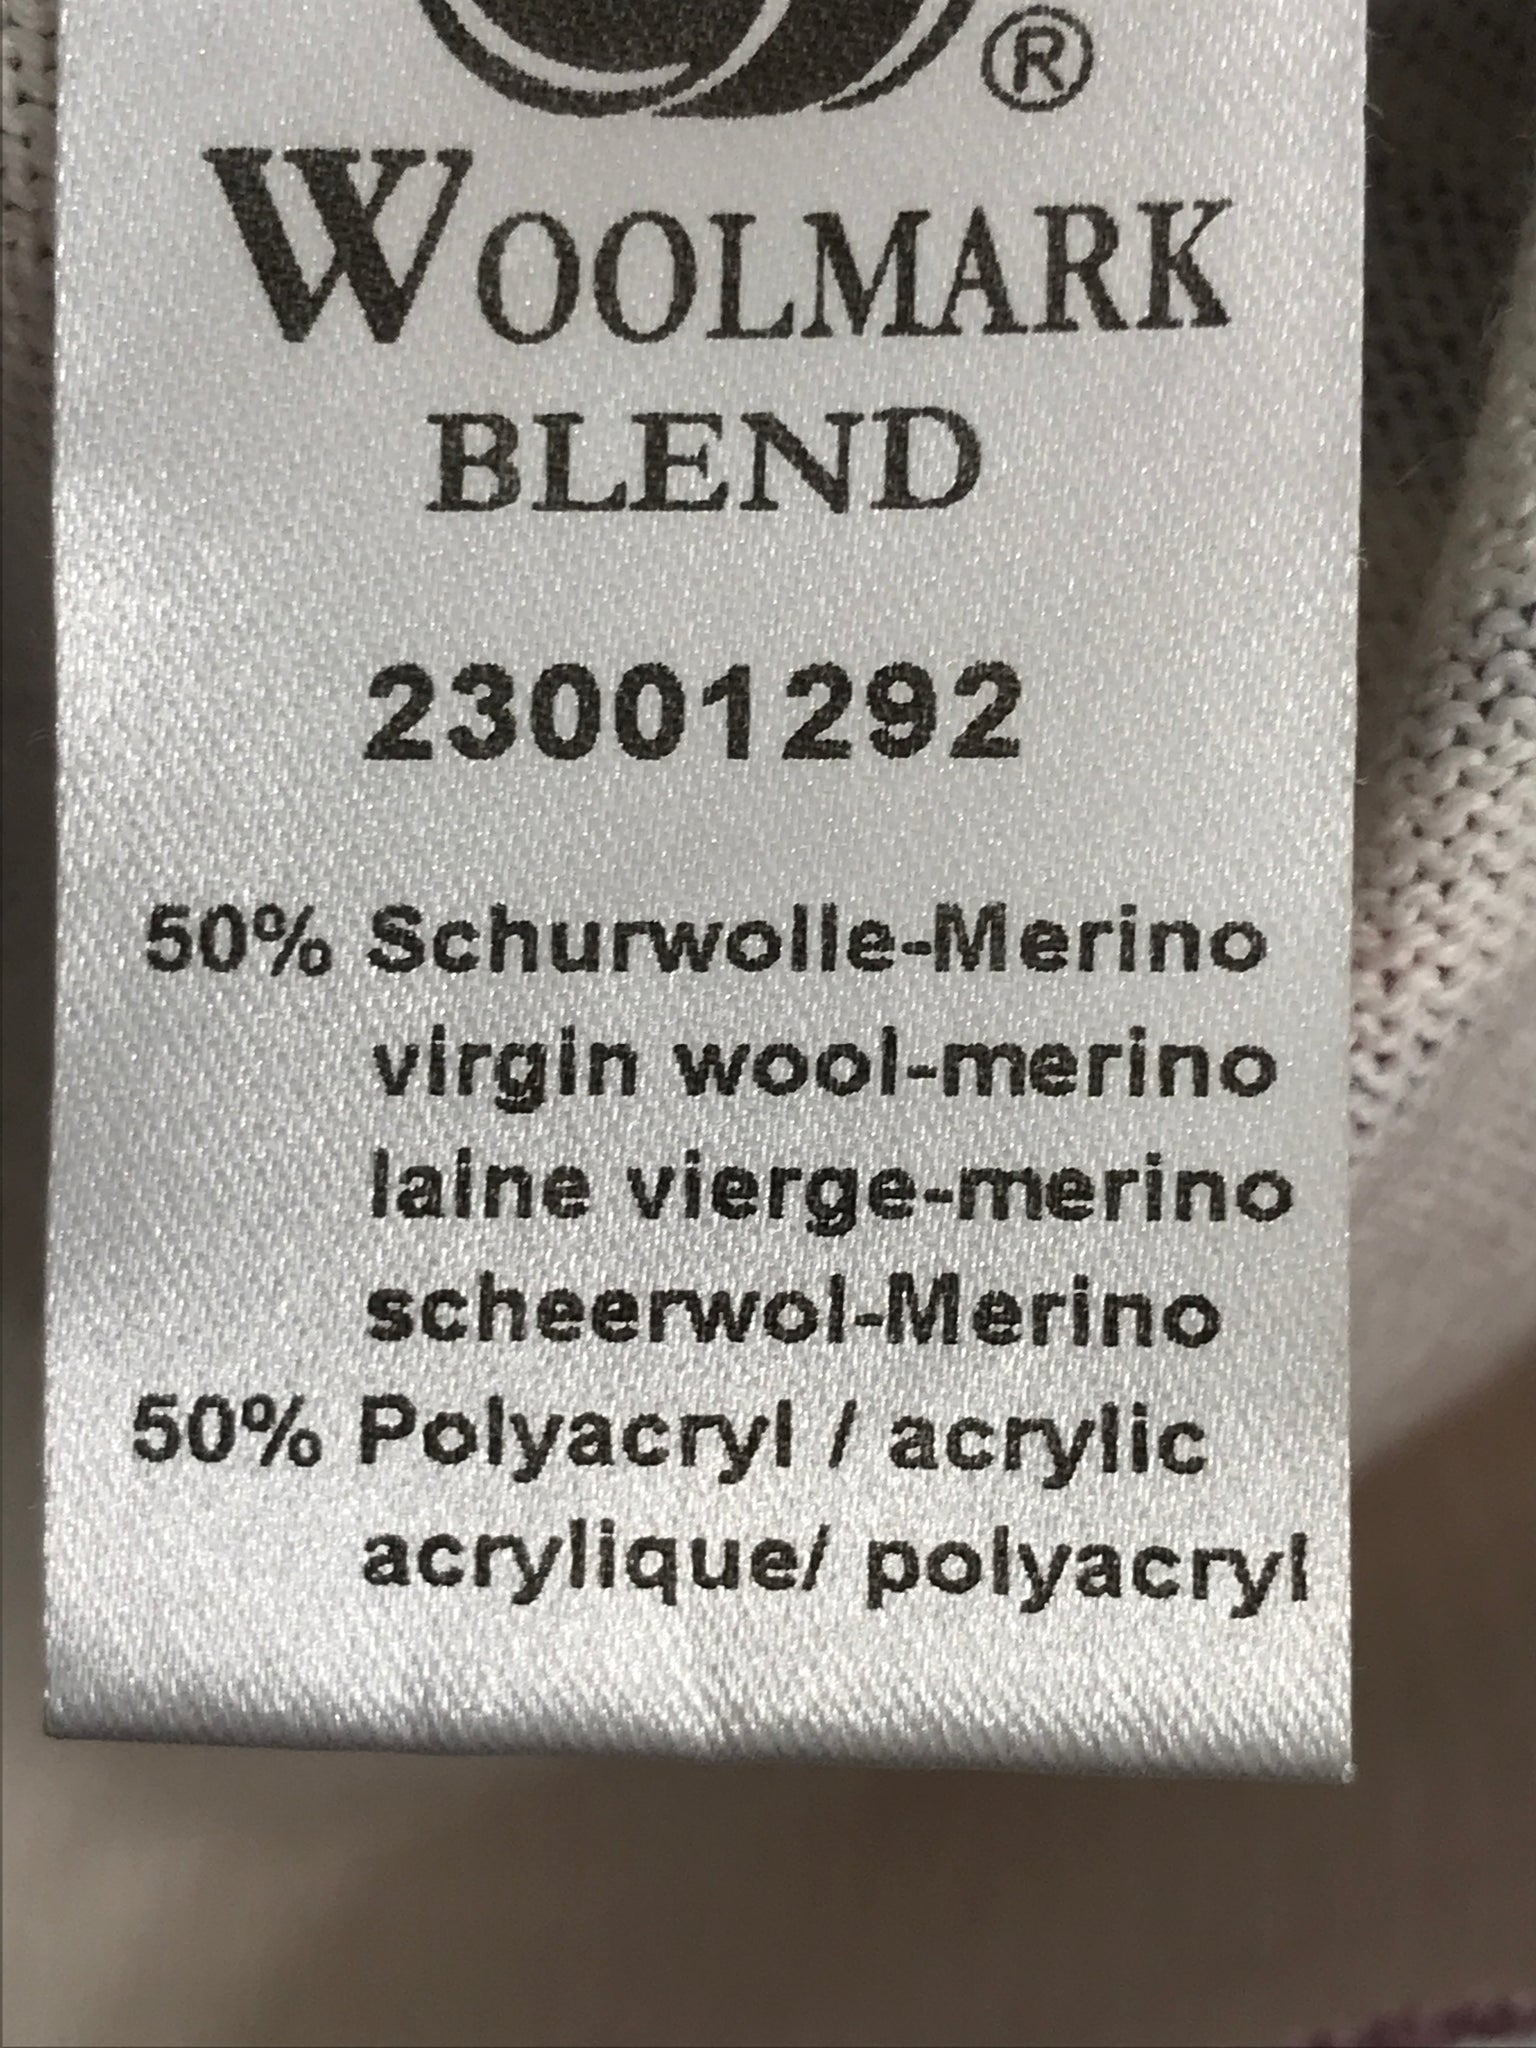 ®
WOOLMARK
BLEND
23001292
50% Schurwolle-Merino
virgin wool-merino
laine vierge-merino
scheerwol-Merino
50% Polyacryl / acrylic
acrylique/ polyacryl